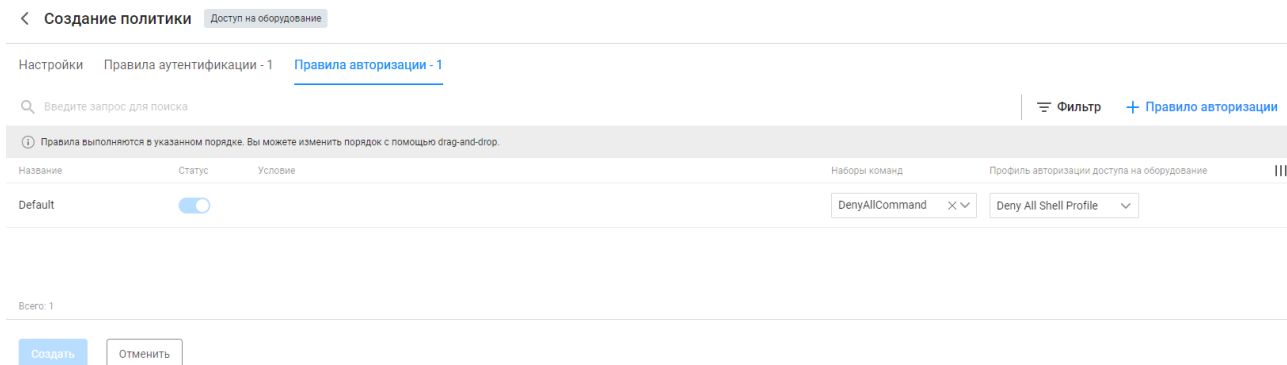 Создание политики Доступ на оборудование
Настройки Правила аутентификации - 1 Правила авторизации - 1
Введите запрос для поиска Фильтр + Правило авторизации
Правила выполняются в указанном порядке. Вы можете изменить порядок с помощью drag-and-drop.
Название Статус Условие Наборы команд Профиль авторизации доступа на оборудование
Default DenyAllCommand Deny All Shell Profile
Всего: 1
Создать Отменить